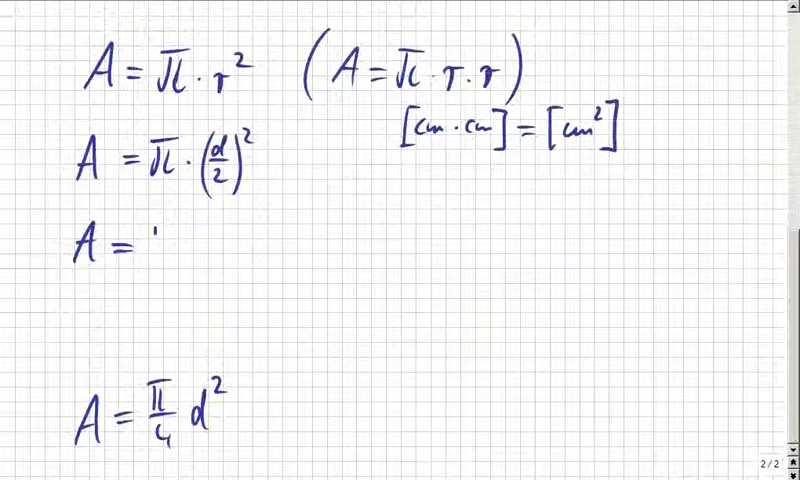 A = π · r² (A = π · r · r)
[cm · cm] = [cm²]
A = π · (d/2)²
A = '
A = π/4 d²
2 / 2